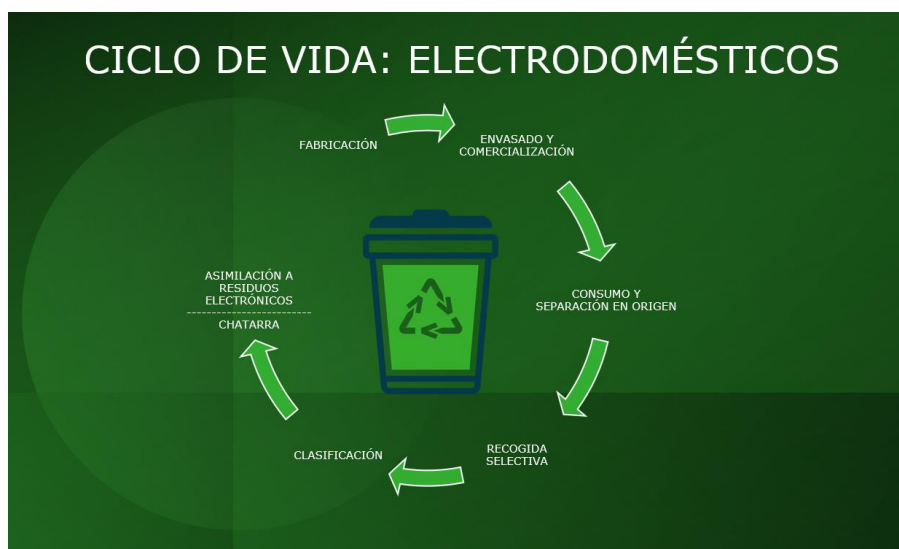 CICLO DE VIDA: ELECTRODOMÉSTICOS
FABRICACIÓN
ENVASADO Y
COMERCIALIZACIÓN
CONSUMO Y
SEPARACIÓN EN ORIGEN
RECOGIDA
SELECTIVA
CLASIFICACIÓN
ASIMILACIÓN A
RESIDUOS
ELECTRÓNICOS
------------------------
CHATARRA